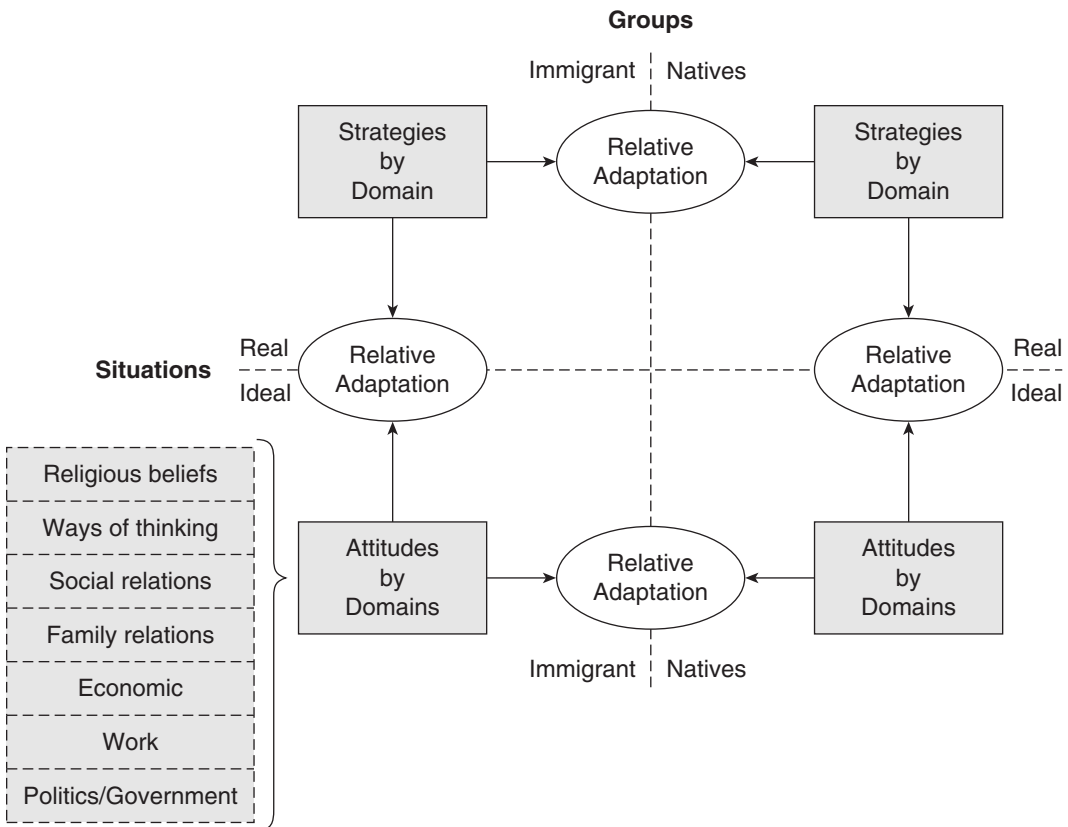 Groups
Immigrant
Natives
Strategies
by
Domain
Relative
Adaptation
Strategies
by
Domain
Situations
Real
Ideal
Relative
Adaptation
Relative
Adaptation
Real
Ideal
Religious beliefs
Ways of thinking
Social relations
Family relations
Economic
Work
Politics/Government
Attitudes
by
Domains
Relative
Adaptation
Attitudes
by
Domains
Immigrant
Natives